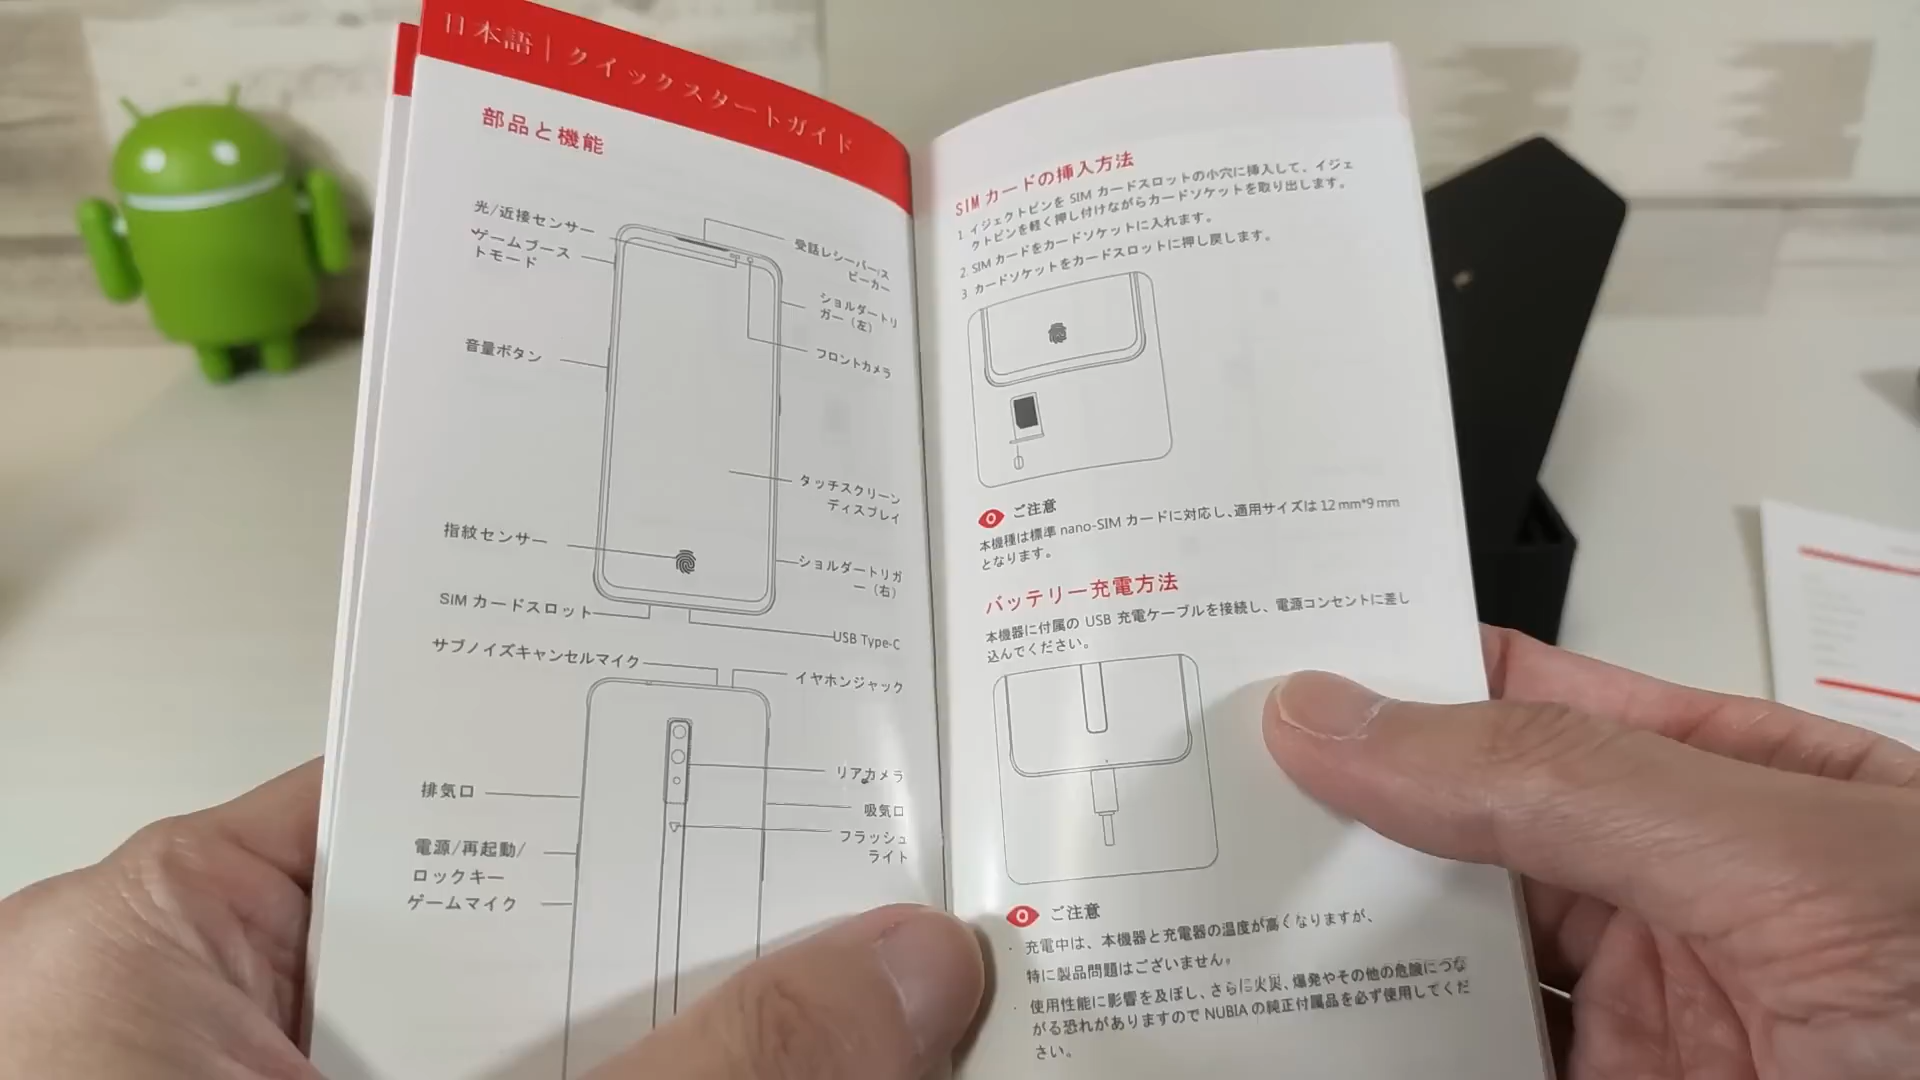 日本語 | クイックスタートガイド
部品と機能
光/近接センサー
ゲームブース
トモード
音量ボタン
指紋センサー
SIM カードスロット
サブノイズキャンセルマイク
受話レシーバー/ス
ピーカー
ショルダートリ
ガー（左）
フロントカメラ
タッチスクリーン
ディスプレイ
ショルダートリガ
ー（右）
USB Type-C
イヤホンジャック
排気口
電源/再起動/
ロックキー
ゲームマイク
リアカメラ
吸気口
フラッシュ
ライト
SIM カードの挿入方法
1 イジェクトピンを SIM カードスロットの小穴に挿入して、イジェ
クトピンを軽く押し付けながらカードソケットを取り出します。
2. SIM カードをカードソケットに入れます。
3 カードソケットをカードスロットに押し戻します。
ご注意
本機種は標準 nano-SIM カードに対応し、適用サイズは 12 mm*9 mm
となります。
バッテリー充電方法
本機器に付属の USB 充電ケーブルを接続し、電源コンセントに差し
込んでください。
ご注意
· 充電中は、本機器と充電器の温度が高くなりますが、
特に製品問題はございません。
· 使用性能に影響を及ぼし、さらに火災、爆発やその他の危険につな
がる恐れがありますので NUBIA の純正付属品を必ず使用してくだ
さい。